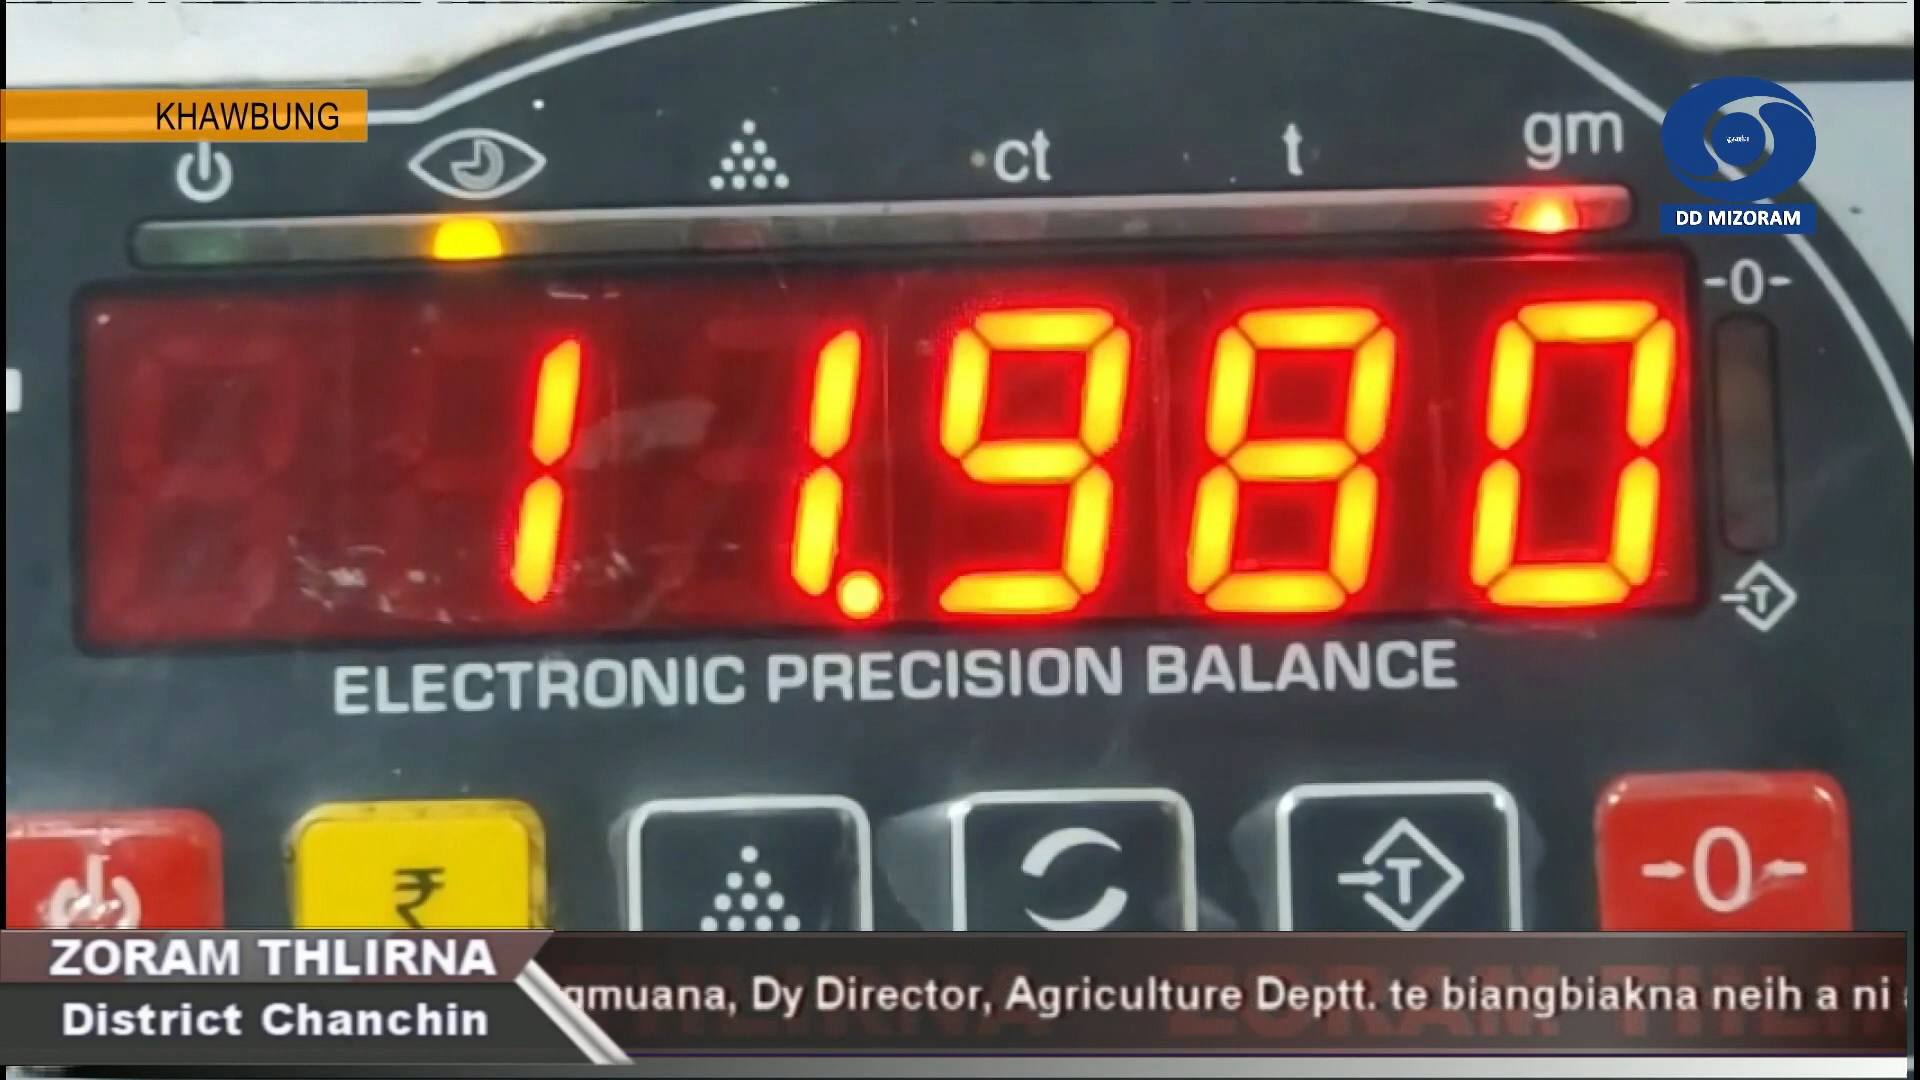 KHAWBUNG
ct
t
gm
DD MIZORAM
-0-
11.980
T
ELECTRONIC PRECISION BALANCE
₹
T
0
ZORAM THLIRNA
District Chanchin
gmuana, Dy Director, Agriculture Deptt. te biangbiakna neih a ni